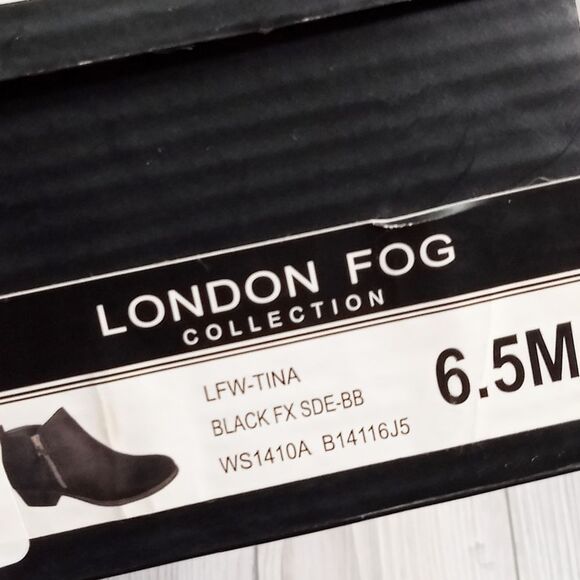 LONDON FOG
COLLECTION
LFW-TINA
BLACK FX SDE-BB
WS1410A B14116J5
6.5M